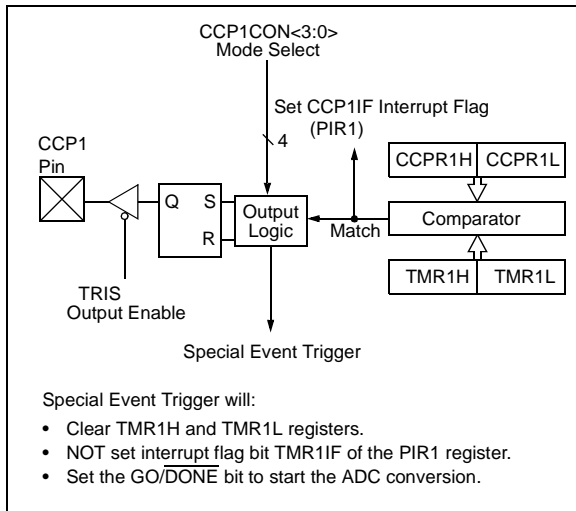 CCP1CON<3:0>
Mode Select
Set CCP1IF Interrupt Flag
(PIR1)
4
CCP1
Pin
CCPR1H CCPR1L
Q S
R
Output
Logic
Match
Comparator
TRIS
Output Enable
TMR1H TMR1L
Special Event Trigger
Special Event Trigger will:
• Clear TMR1H and TMR1L registers.
• NOT set interrupt flag bit TMR1IF of the PIR1 register.
• Set the GO/DONE bit to start the ADC conversion.